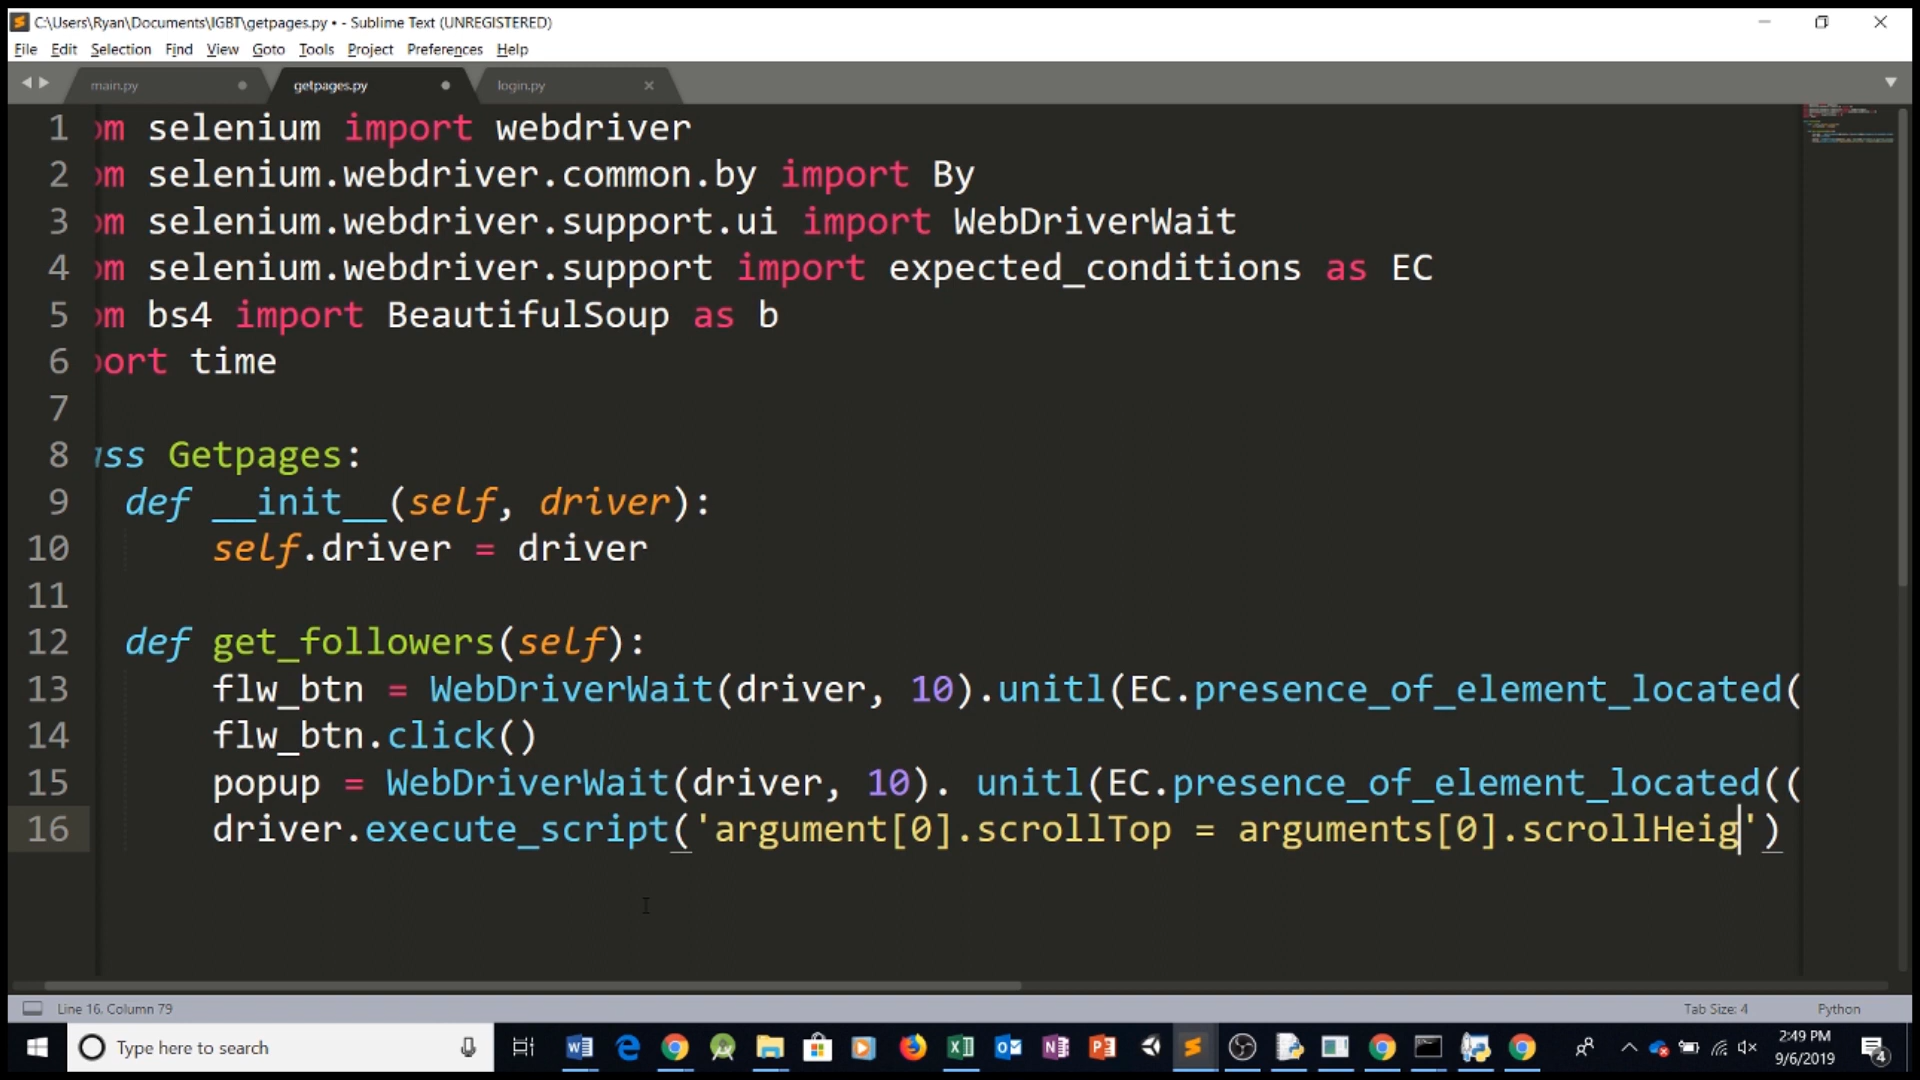 C:\Users\Ryan\Documents\IGBT\getpages.py • - Sublime Text (UNREGISTERED)
File Edit Selection Find View Goto Tools Project Preferences Help
main.py getpages.py login.py
1 om selenium import webdriver
2 om selenium.webdriver.common.by import By
3 om selenium.webdriver.support.ui import WebDriverWait
4 om selenium.webdriver.support import expected_conditions as EC
5 om bs4 import BeautifulSoup as b
6 port time
7
8 ass Getpages:
9 def __init__(self, driver):
10 self.driver = driver
11
12 def get_followers(self):
13 flw_btn = WebDriverWait(driver, 10).unitl(EC.presence_of_element_located(
14 flw_btn.click()
15 popup = WebDriverWait(driver, 10). unitl(EC.presence_of_element_located((
16 driver.execute_script('argument[0].scrollTop = arguments[0].scrollHeig')
Line 16, Column 79 Tab Size: 4 Python
Type here to search 2:49 PM
9/6/2019 4